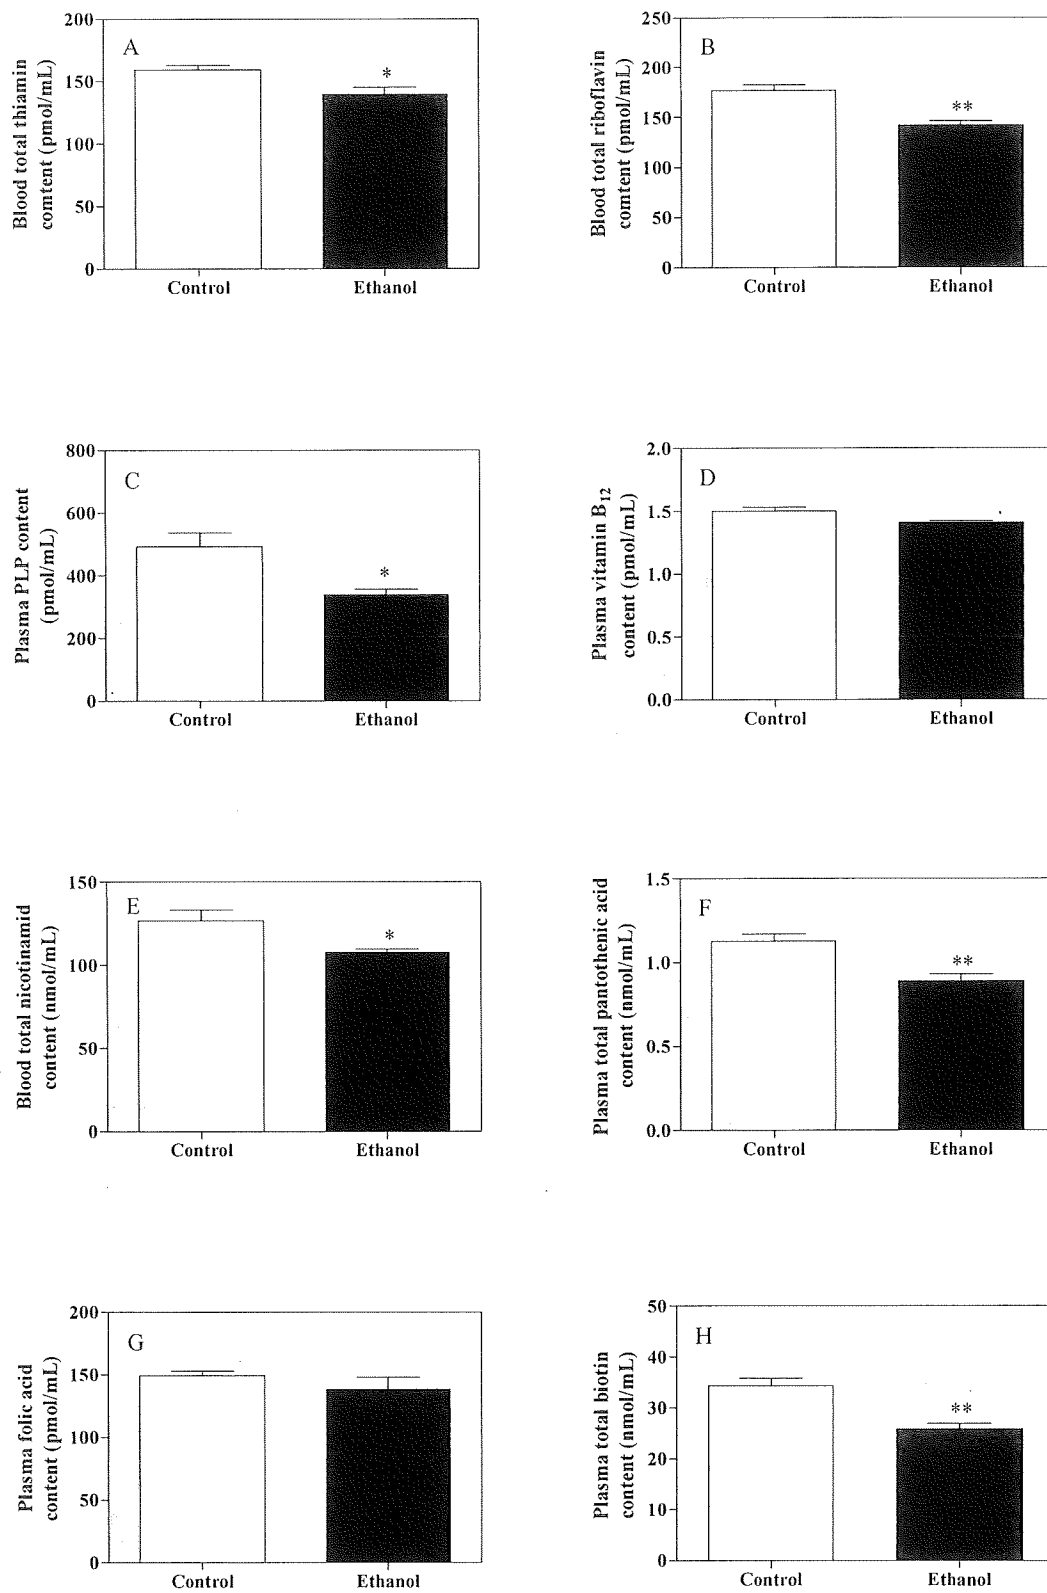 A
Blood total thiamin
comtent (pmol/mL)
200
150
100
50
0
*
Control Ethanol
B
Blood total riboflavin
comtent (pmol/mL)
250
200
150
100
50
0
**
Control Ethanol
C
Plasma PLP content
(pmol/mL)
800
600
400
200
0
*
Control Ethanol
D
Plasma vitamin B12
content (pmol/mL)
2.0
1.5
1.0
0.5
0.0
Control Ethanol
E
Blood total nicotinamid
content (nmol/mL)
150
100
50
0
*
Control Ethanol
F
Plasma total pantothenic acid
content (nmol/mL)
1.5
1.0
0.5
0.0
**
Control Ethanol
G
Plasma folic acid
content (pmol/mL)
200
150
100
50
0
Control Ethanol
H
Plasma total biotin
content (nmol/mL)
50
40
30
20
10
0
**
Control Ethanol